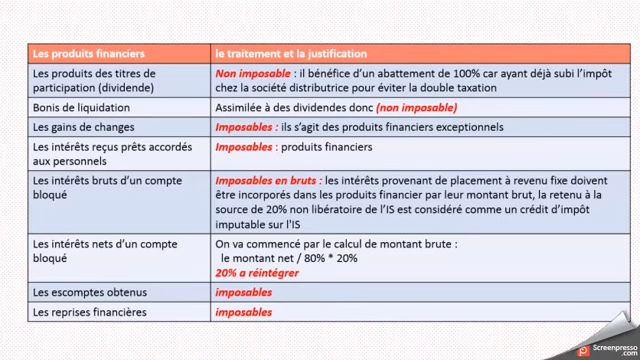 Les produits financiers
le traitement et la justification
Les produits des titres de
participation (dividende)
Non imposable : il bénéfice d'un abattement de 100% car ayant déjà subi l'impôt
chez la société distributrice pour éviter la double taxation
Bonis de liquidation
Assimilée à des dividendes donc (non imposable)
Les gains de changes
Imposables : ils s'agit des produits financiers exceptionnels
Les intérêts reçus prêts accordés
aux personnels
Imposables : produits financiers
Les intérêts bruts d'un compte
bloqué
Imposables en bruts : les intérêts provenant de placement à revenu fixe doivent
être incorporés dans les produits financier par leur montant brut, la retenu à la
source de 20% non libératoire de l'IS est considéré comme un crédit d'impôt
imputable sur l'IS
Les intérêts nets d'un compte
bloqué
On va commencé par le calcul de montant brute :
le montant net / 80% * 20%
20% a réintégrer
Les escomptes obtenus
imposables
Les reprises financières
imposables
Screenpresso
.com